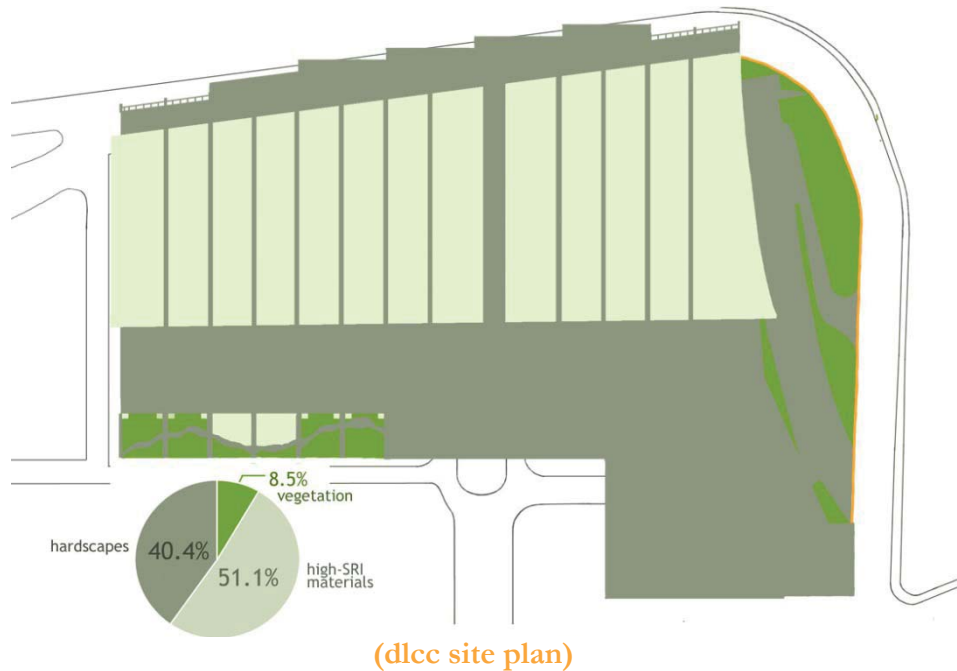 8.5%
vegetation
hardscapes
40.4%
51.1%
high-SRI
materials
(dlcc site plan)